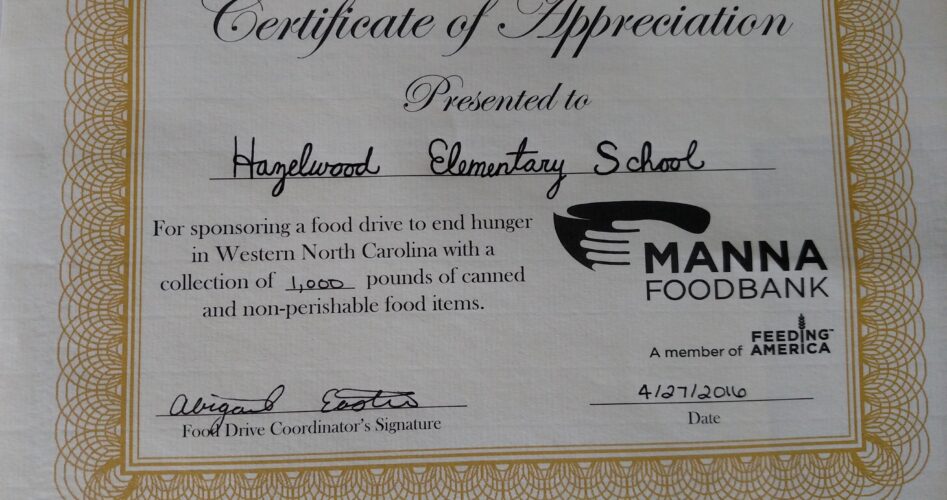 Certificate of Appreciation
Presented to
Hazelwood Elementary School
For sponsoring a food drive to end hunger
in Western North Carolina with a
collection of 1,000 pounds of canned
and non-perishable food items.
MANNA
FOODBANK
A member of FEEDING™ AMERICA
Abigail
Food Drive Coordinator's Signature
4/27/2016
Date